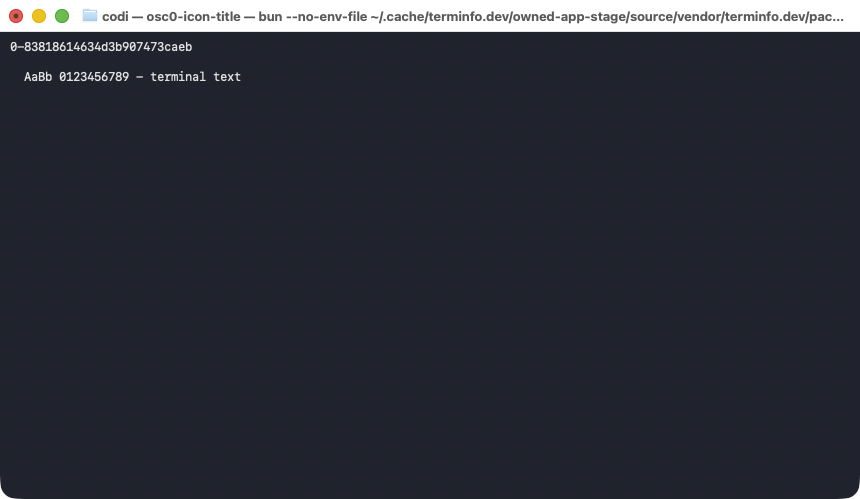 codi — osc0-icon-title — bun --no-env-file ~/.cache/terminfo.dev/owned-app-stage/source/vendor/terminfo.dev/pac...
0-83818614634d3b907473caeb
AaBb 0123456789 — terminal text